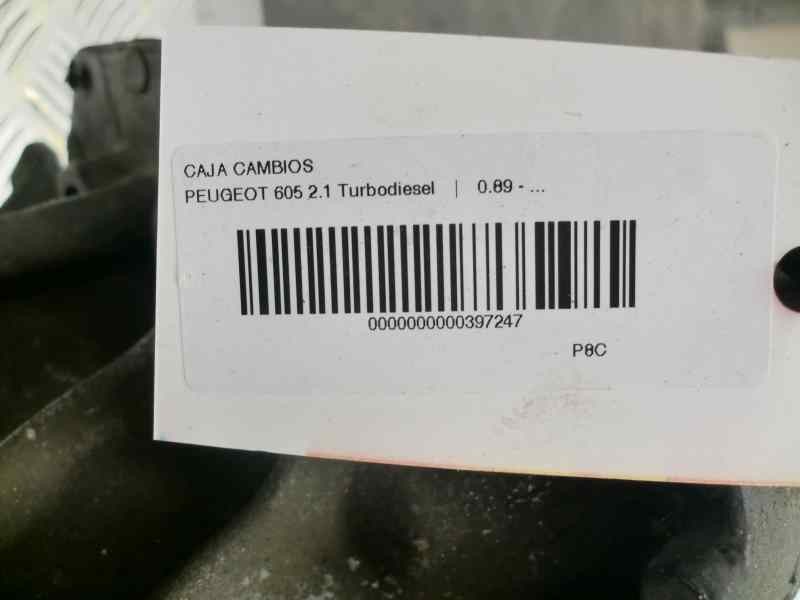 CAJA CAMBIOS
PEUGEOT 605 2.1 Turbodiesel | 0.89 - ...
0000000000397247
P8C